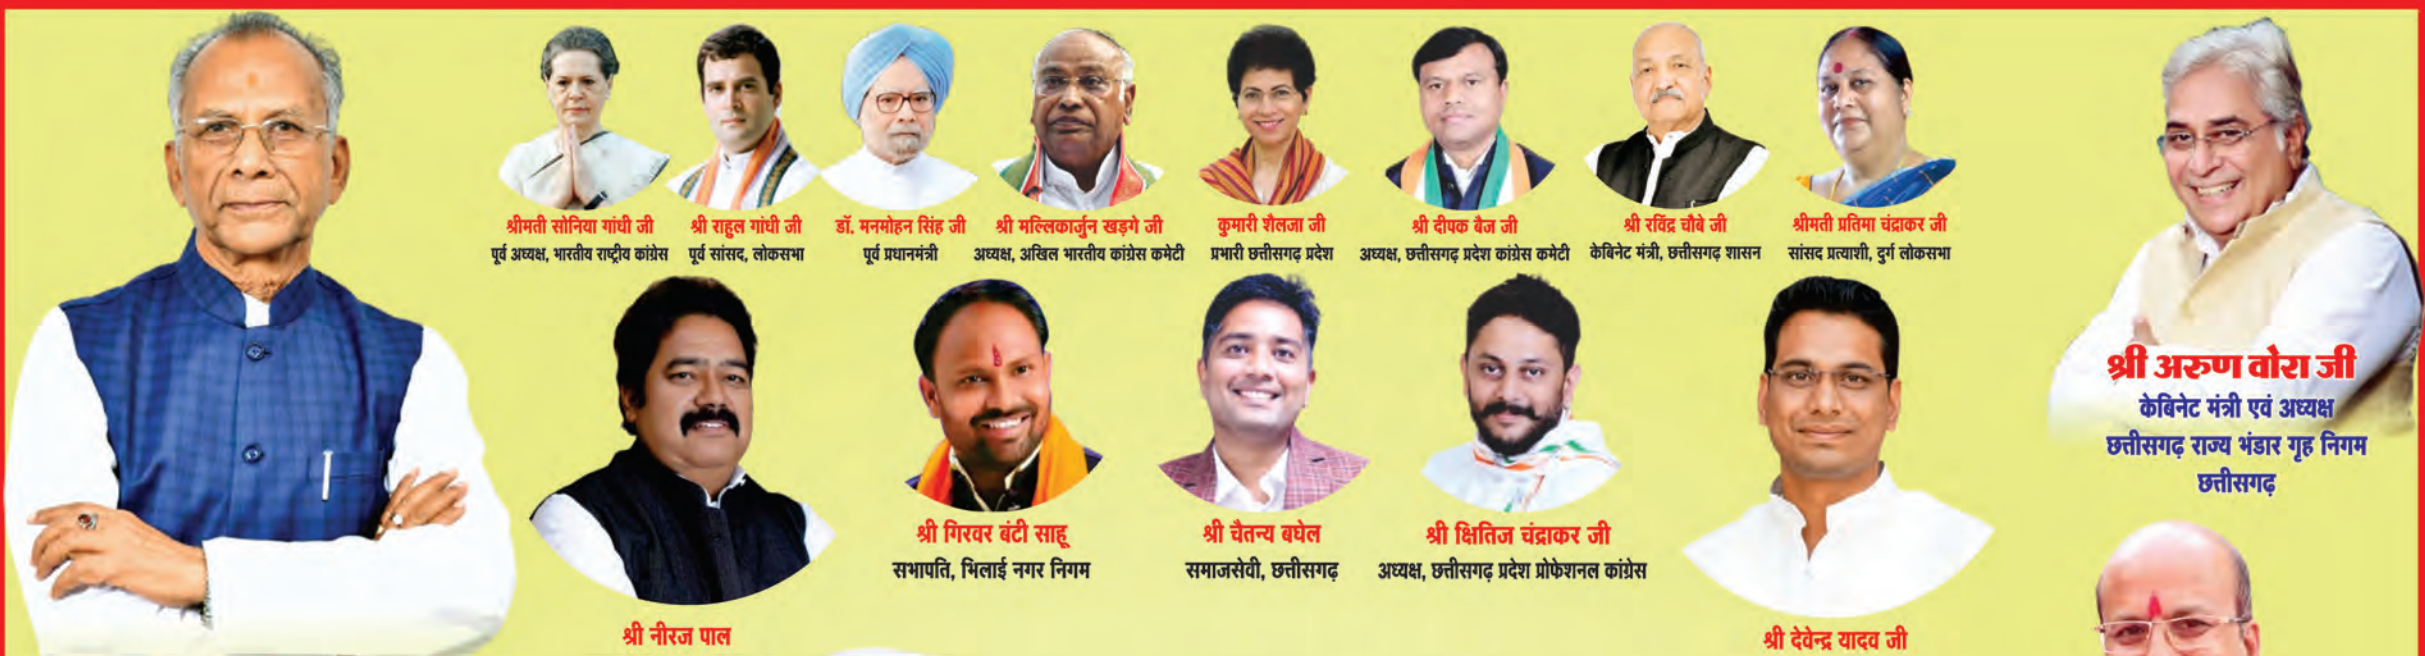 श्रीमती सोनिया गांधी जी
पूर्व अध्यक्ष, भारतीय राष्ट्रीय कांग्रेस
श्री राहुल गांधी जी
पूर्व सांसद, लोकसभा
डॉ. मनमोहन सिंह जी
पूर्व प्रधानमंत्री
श्री मल्लिकार्जुन खड़गे जी
अध्यक्ष, अखिल भारतीय कांग्रेस कमेटी
कुमारी शैलजा जी
प्रभारी छत्तीसगढ़ प्रदेश
श्री दीपक बैज जी
अध्यक्ष, छत्तीसगढ़ प्रदेश कांग्रेस कमेटी
श्री रविंद्र चौबे जी
केबिनेट मंत्री, छत्तीसगढ़ शासन
श्रीमती प्रतिमा चंद्राकर जी
सांसद प्रत्याशी, दुर्ग लोकसभा
श्री अरुण वोरा जी
केबिनेट मंत्री एवं अध्यक्ष
छत्तीसगढ़ राज्य भंडार गृह निगम
छत्तीसगढ़
श्री गिरवर बंटी साहू
सभापति, भिलाई नगर निगम
श्री चैतन्य बघेल
समाजसेवी, छत्तीसगढ़
श्री क्षितिज चंद्राकर जी
अध्यक्ष, छत्तीसगढ़ प्रदेश प्रोफेशनल कांग्रेस
श्री नीरज पाल
श्री देवेन्द्र यादव जी